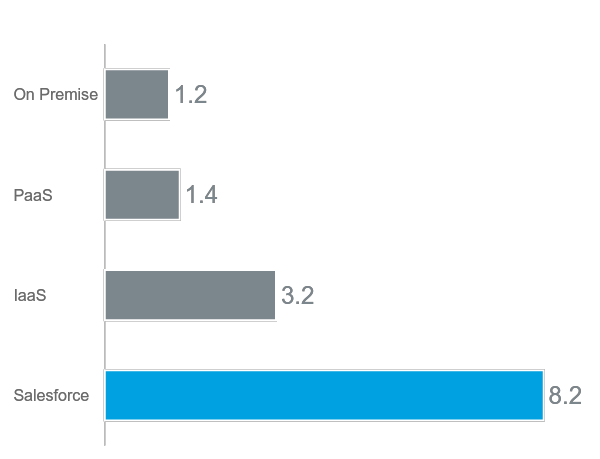 On Premise 1.2
PaaS 1.4
IaaS 3.2
Salesforce 8.2